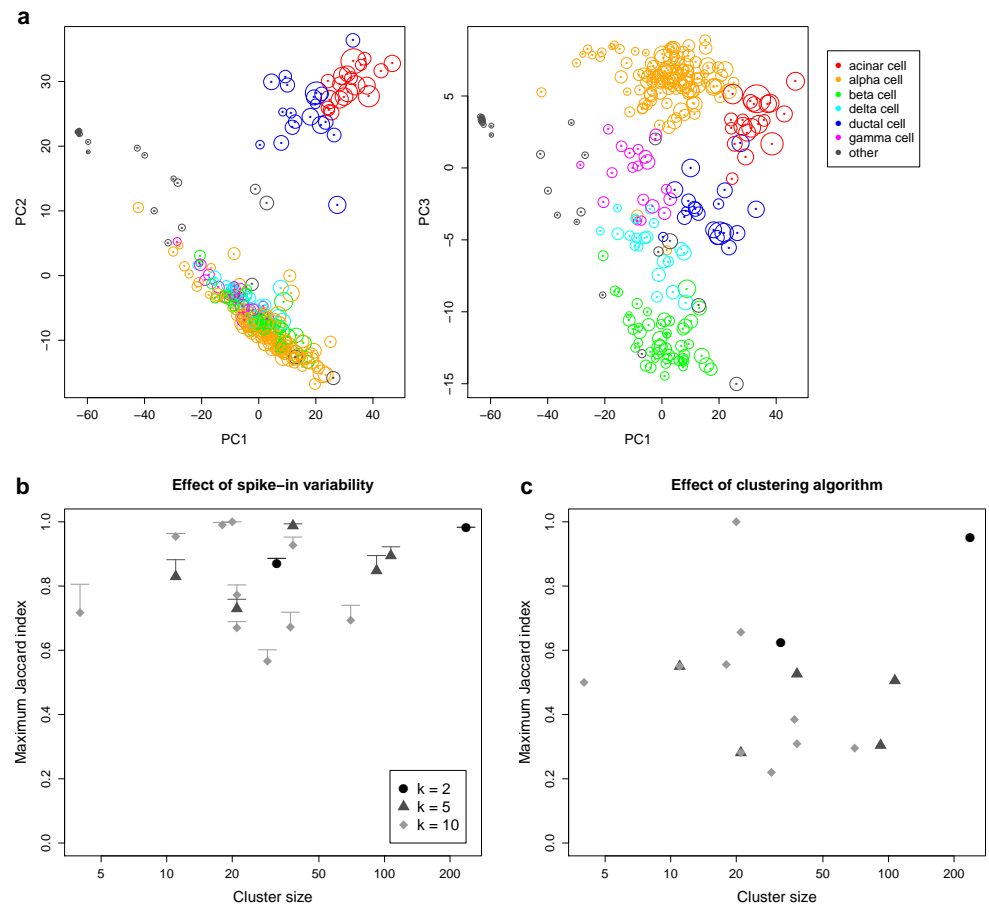 a
PC2
30
20
10
0
−10
−60
−40
−20
0
20
40
PC1
PC3
5
0
−5
−10
−15
−60
−40
−20
0
20
40
PC1
acinar cell
alpha cell
beta cell
delta cell
ductal cell
gamma cell
other
b
Effect of spike−in variability
Maximum Jaccard index
1.0
0.8
0.6
0.4
0.2
0.0
5
10
20
50
100
200
Cluster size
k = 2
k = 5
k = 10
c
Effect of clustering algorithm
Maximum Jaccard index
1.0
0.8
0.6
0.4
0.2
0.0
5
10
20
50
100
200
Cluster size